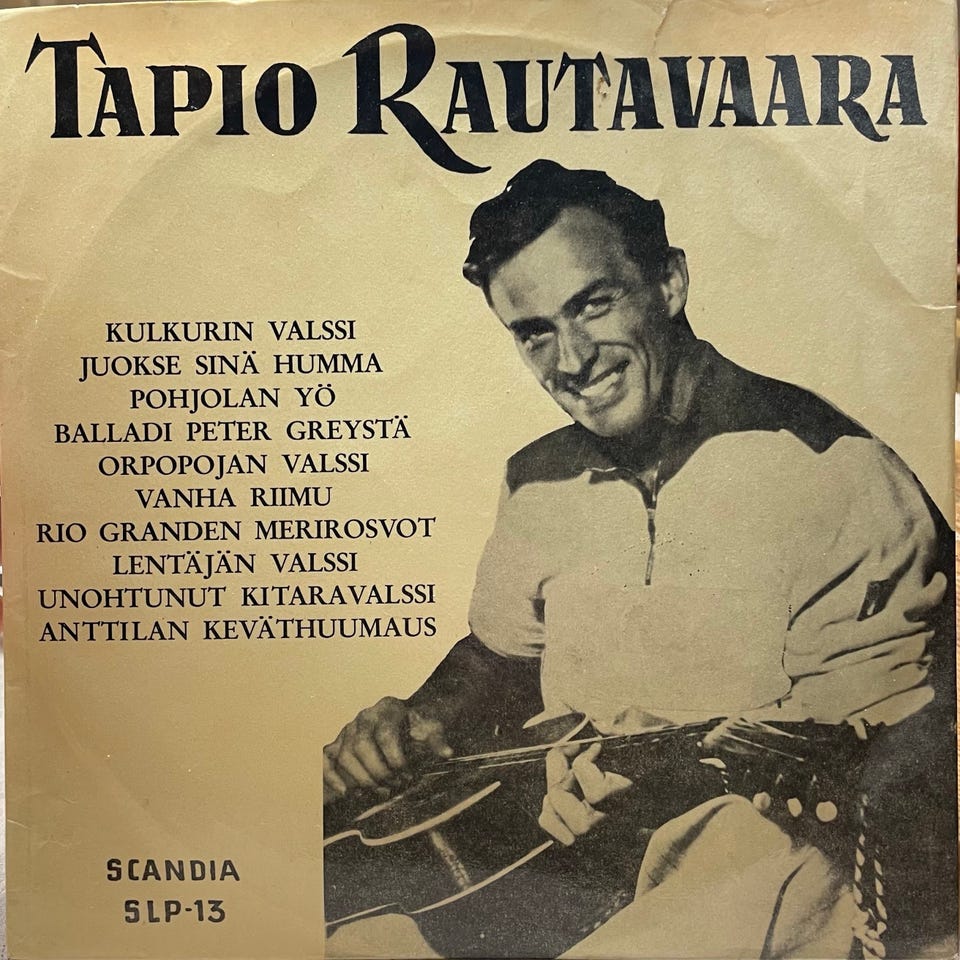 TAPIO RAUTAVAARA
KULKURIN VALSSI
JUOKSE SINÄ HUMMA
POHJOLAN YÖ
BALLADI PETER GREYSTÄ
ORPOPOJAN VALSSI
VANHA RIIMU
RIO GRANDEN MERIROSVOT
LENTÄJÄN VALSSI
UNOHTUNUT KITARAVALSSI
ANTTILAN KEVÄTHUUMAUS
SCANDIA
SLP-13